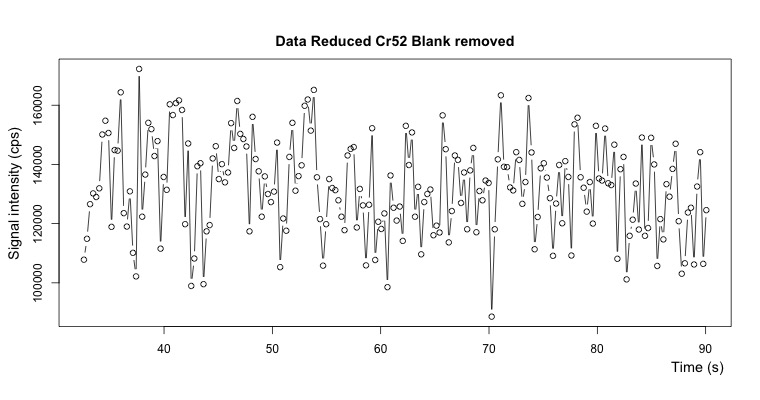 Data Reduced Cr52 Blank removed
Signal intensity (cps)
160000
140000
120000
100000
40 50 60 70 80 90
Time (s)